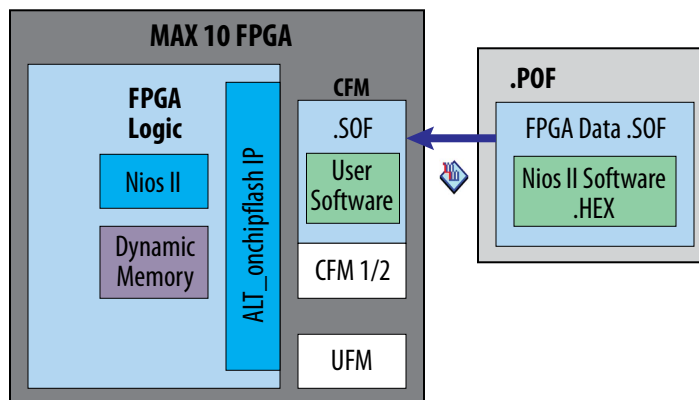 MAX 10 FPGA
FPGA
Logic
Nios II
Dynamic
Memory
ALT_onchipflash IP
CFM
.SOF
User
Software
CFM 1/2
UFM
.POF
FPGA Data .SOF
Nios II Software
.HEX